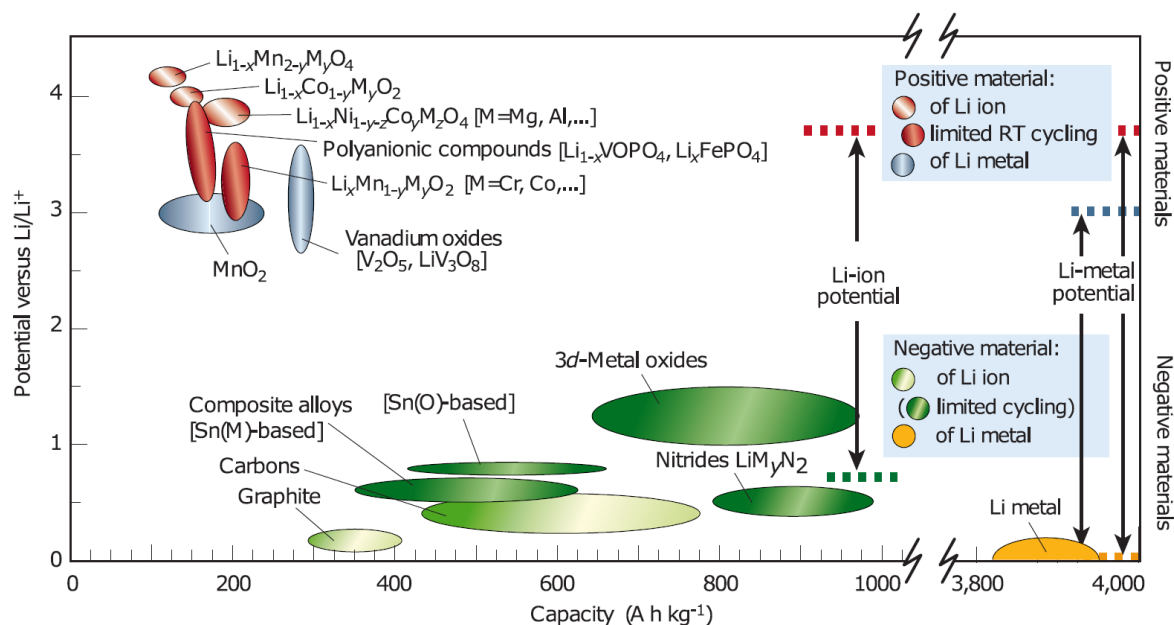 Potential versus Li/Li⁺
4
3
2
1
0
Li₁₋ₓMn₂₋yMyO₄
Li₁₋ₓCo₁₋yMyO₂
Li₁₋ₓNi₁₋y₋zCoyMzO₄ [M=Mg, Al,...]
Polyanionic compounds [Li₁₋ₓVOPO₄, LiₓFePO₄]
LiₓMn₁₋yMyO₂ [M=Cr, Co,...]
MnO₂
Vanadium oxides
[V₂O₅, LiV₃O₈]
Positive material:
of Li ion
limited RT cycling
of Li metal
Li-ion
potential
Li-metal
potential
Positive materials
3d-Metal oxides
[Sn(O)-based]
Composite alloys
[Sn(M)-based]
Carbons
Graphite
Nitrides LiMyN₂
Negative material:
of Li ion
( limited cycling)
of Li metal
Li metal
Negative materials
0 200 400 600 800 1000 3,800 4,000
Capacity (A h kg⁻¹)